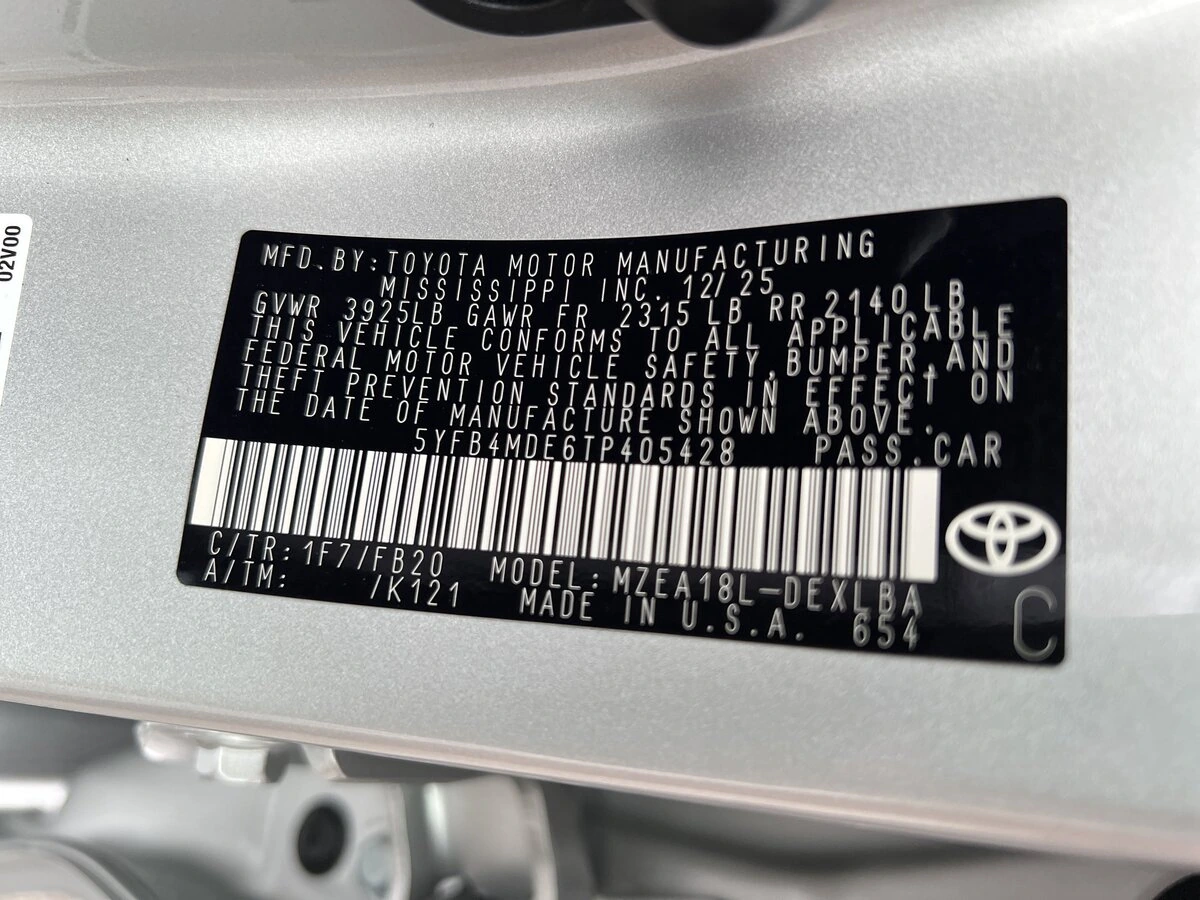 02V00
MFD.BY:TOYOTA MOTOR MANUFACTURING
MISSISSIPPI INC. 12/25
GVWR 3925LB GAWR FR 2315LB RR 2140LB
THIS VEHICLE CONFORMS TO ALL APPLICABLE
FEDERAL MOTOR VEHICLE SAFETY,BUMPER,AND
THEFT PREVENTION STANDARDS IN EFFECT ON
THE DATE OF MANUFACTURE SHOWN ABOVE.
5YFB4MDE6TP405428 PASS.CAR
C/TR:1F7/FB20 MODEL:MZEA18L-DEXLBA
A/TM: /K121 MADE IN U.S.A. 654
C